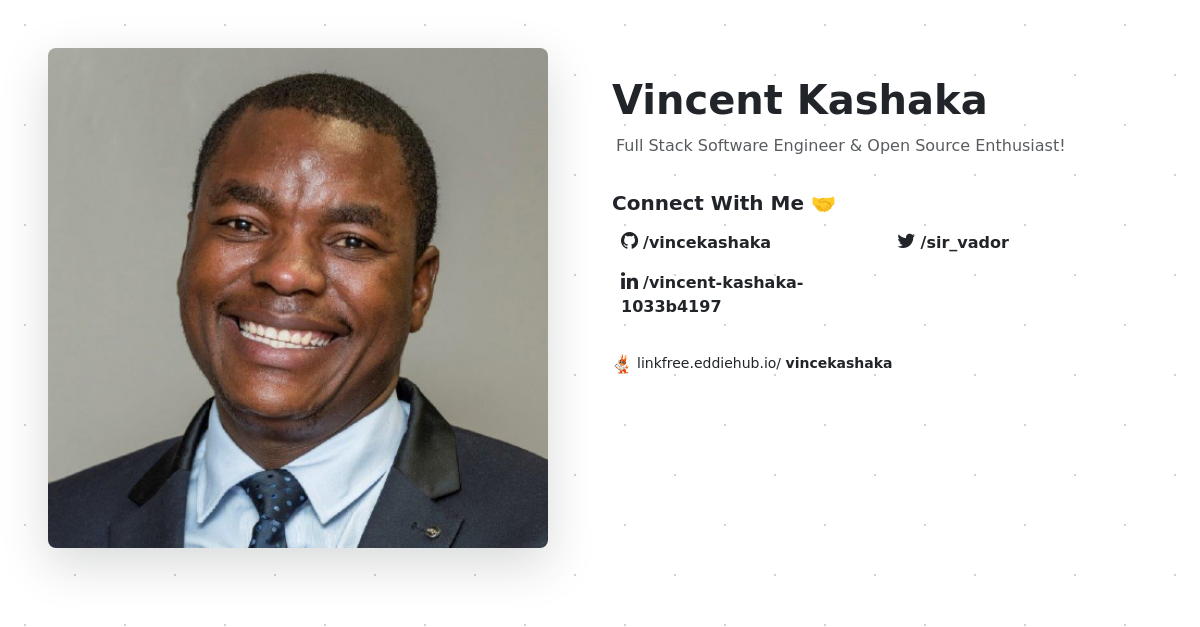 Vincent Kashaka
Full Stack Software Engineer & Open Source Enthusiast!
Connect With Me 🤝
/vincekashaka
/sir_vador
/vincent-kashaka-
1033b4197
linkfree.eddiehub.io/ vincekashaka